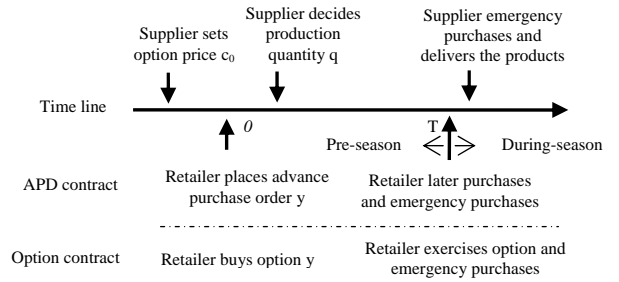 Supplier sets
option price c₀
Supplier decides
production
quantity q
Supplier emergency
purchases and
delivers the products
Time line
0
T
Pre-season
During-season
APD contract
Retailer places advance
purchase order y
Retailer later purchases
and emergency purchases
Option contract
Retailer buys option y
Retailer exercises option and
emergency purchases